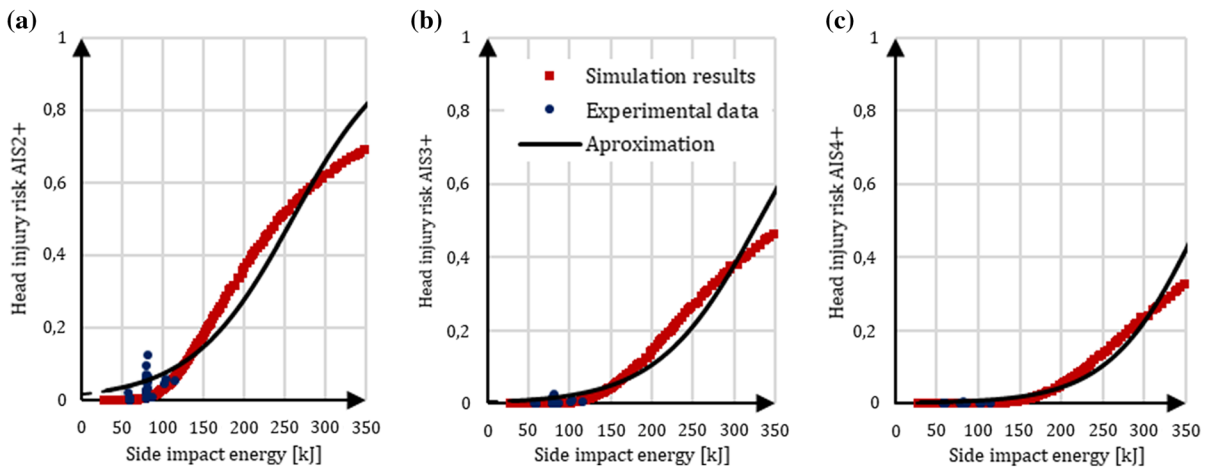 (a)
Head injury risk AIS2+
1
0,8
0,6
0,4
0,2
0
0 50 100 150 200 250 300 350
Side impact energy [kJ]
(b)
Head injury risk AIS3+
1
0,8
0,6
0,4
0,2
0
Simulation results
Experimental data
Aproximation
0 50 100 150 200 250 300 350
Side impact energy [kJ]
(c)
Head injury risk AIS4+
1
0,8
0,6
0,4
0,2
0
0 50 100 150 200 250 300 350
Side impact energy [kJ]